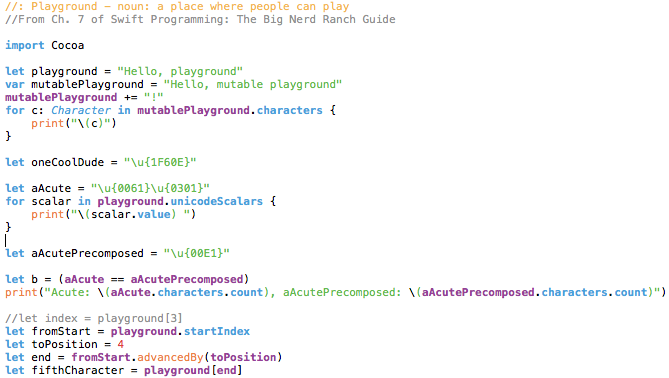 //: Playground - noun: a place where people can play
//From Ch. 7 of Swift Programming: The Big Nerd Ranch Guide
import Cocoa
let playground = "Hello, playground"
var mutablePlayground = "Hello, mutable playground"
mutablePlayground += "!"
for c: Character in mutablePlayground.characters {
    print("\(c)")
}
let oneCoolDude = "\u{1F60E}"
let aAcute = "\u{0061}\u{0301}"
for scalar in playground.unicodeScalars {
    print("\(scalar.value) ")
}
let aAcutePrecomposed = "\u{00E1}"
let b = (aAcute == aAcutePrecomposed)
print("Acute: \(aAcute.characters.count), aAcutePrecomposed: \(aAcutePrecomposed.characters.count)")
//let index = playground[3]
let fromStart = playground.startIndex
let toPosition = 4
let end = fromStart.advancedBy(toPosition)
let fifthCharacter = playground[end]